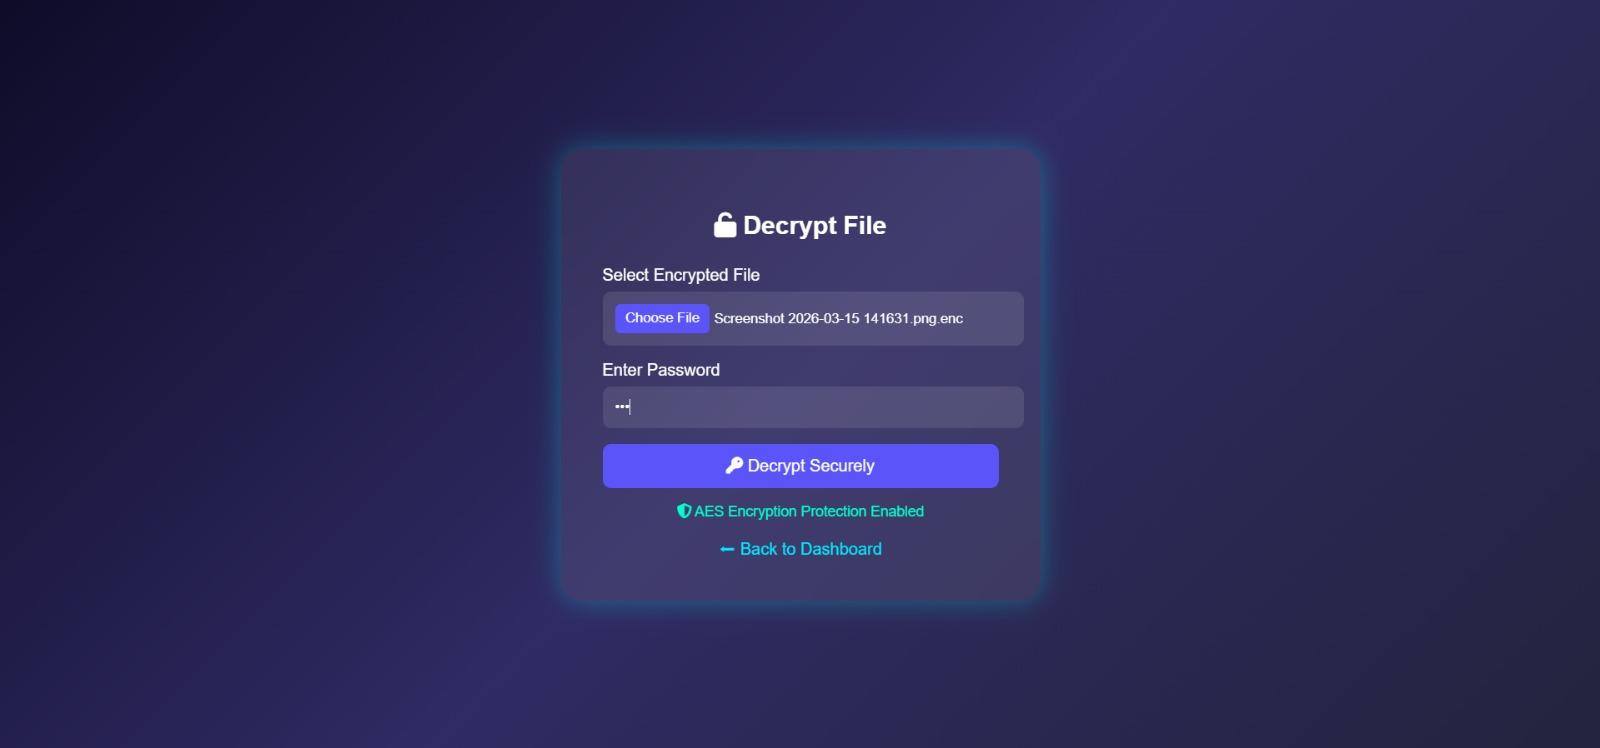 Decrypt File
Select Encrypted File
Choose File Screenshot 2026-03-15 141631.png.enc
Enter Password
•••
Decrypt Securely
AES Encryption Protection Enabled
← Back to Dashboard